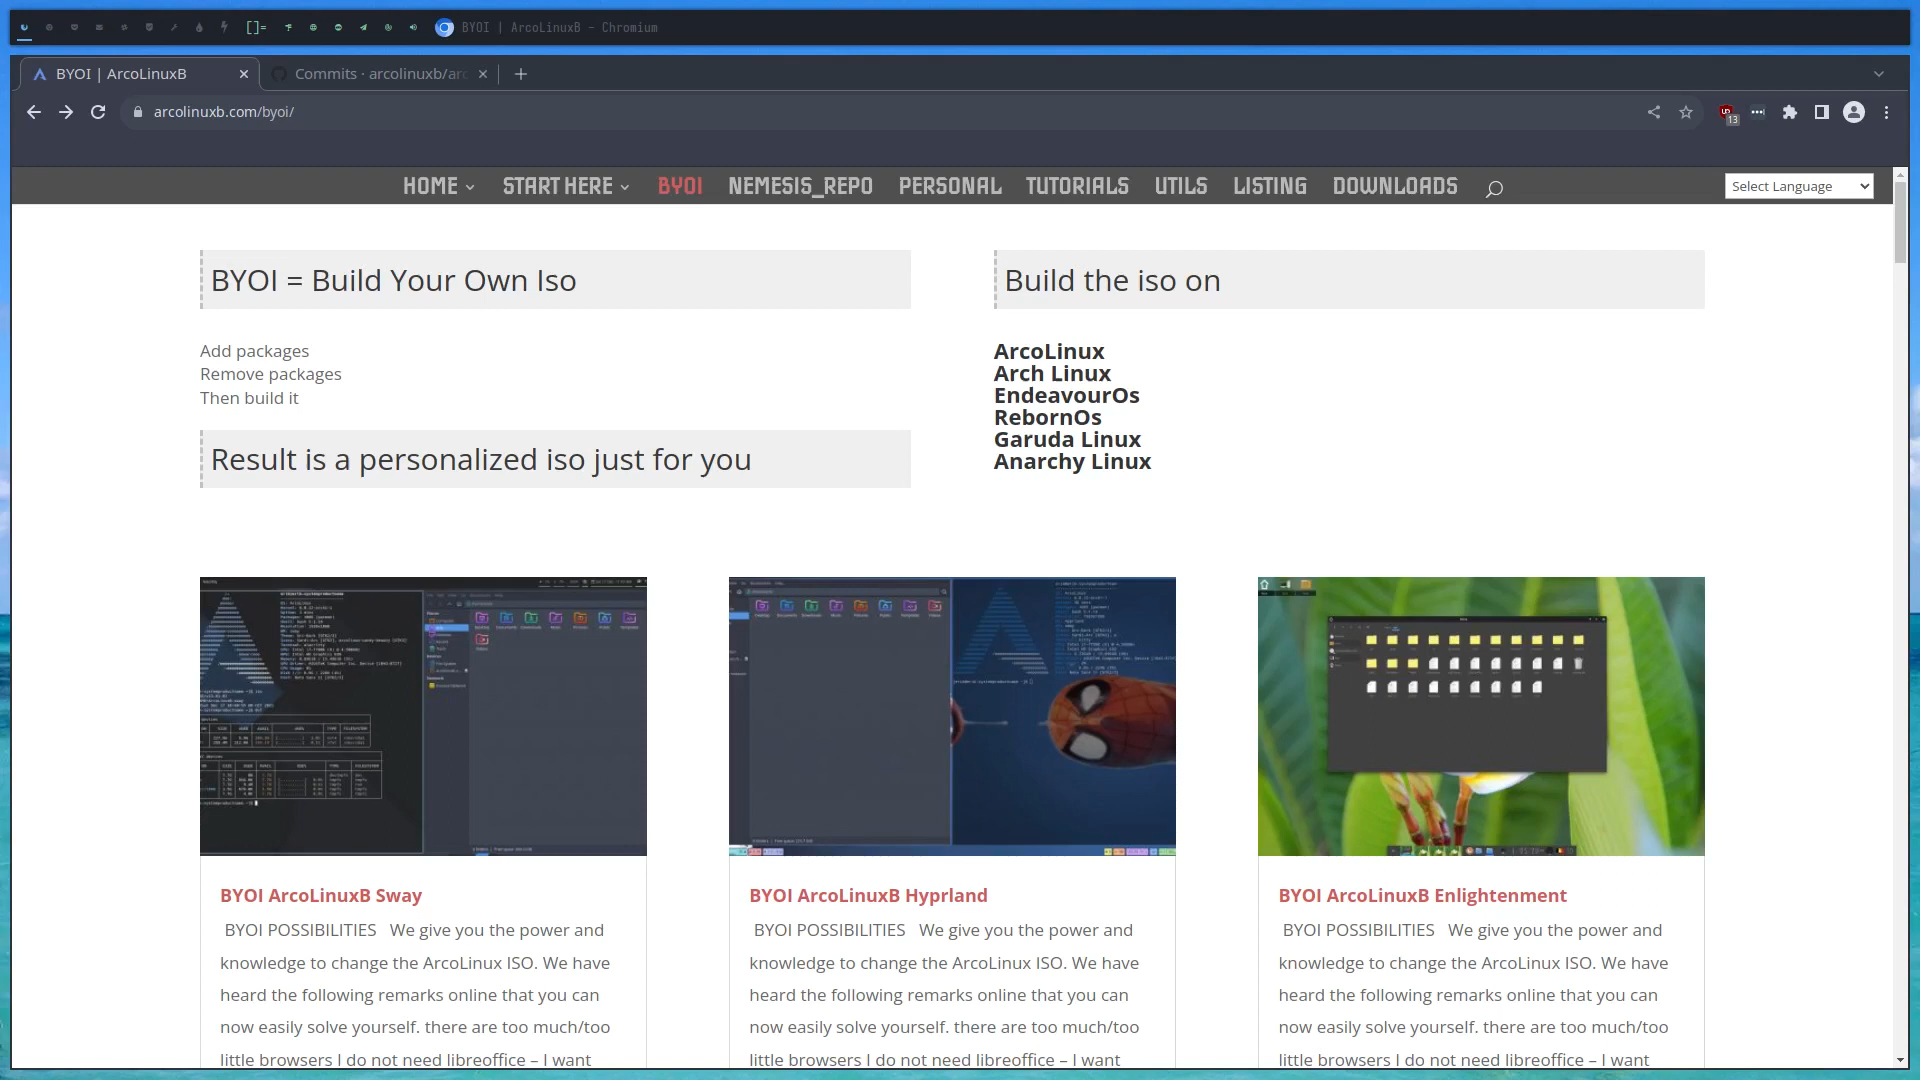 []= BYOI | ArcoLinuxB - Chromium
BYOI | ArcoLinuxB
Commits · arcolinuxb/arc
arcolinuxb.com/byoi/
13
HOME START HERE BYOI NEMESIS_REPO PERSONAL TUTORIALS UTILS LISTING DOWNLOADS
Select Language
BYOI = Build Your Own Iso
Add packages
Remove packages
Then build it
Result is a personalized iso just for you
Build the iso on
ArcoLinux
Arch Linux
EndeavourOs
RebornOs
Garuda Linux
Anarchy Linux
BYOI ArcoLinuxB Sway
BYOI POSSIBILITIES We give you the power and
knowledge to change the ArcoLinux ISO. We have
heard the following remarks online that you can
now easily solve yourself. there are too much/too
little browsers I do not need libreoffice – I want
BYOI ArcoLinuxB Hyprland
BYOI POSSIBILITIES We give you the power and
knowledge to change the ArcoLinux ISO. We have
heard the following remarks online that you can
now easily solve yourself. there are too much/too
little browsers I do not need libreoffice – I want
BYOI ArcoLinuxB Enlightenment
BYOI POSSIBILITIES We give you the power and
knowledge to change the ArcoLinux ISO. We have
heard the following remarks online that you can
now easily solve yourself. there are too much/too
little browsers I do not need libreoffice – I want